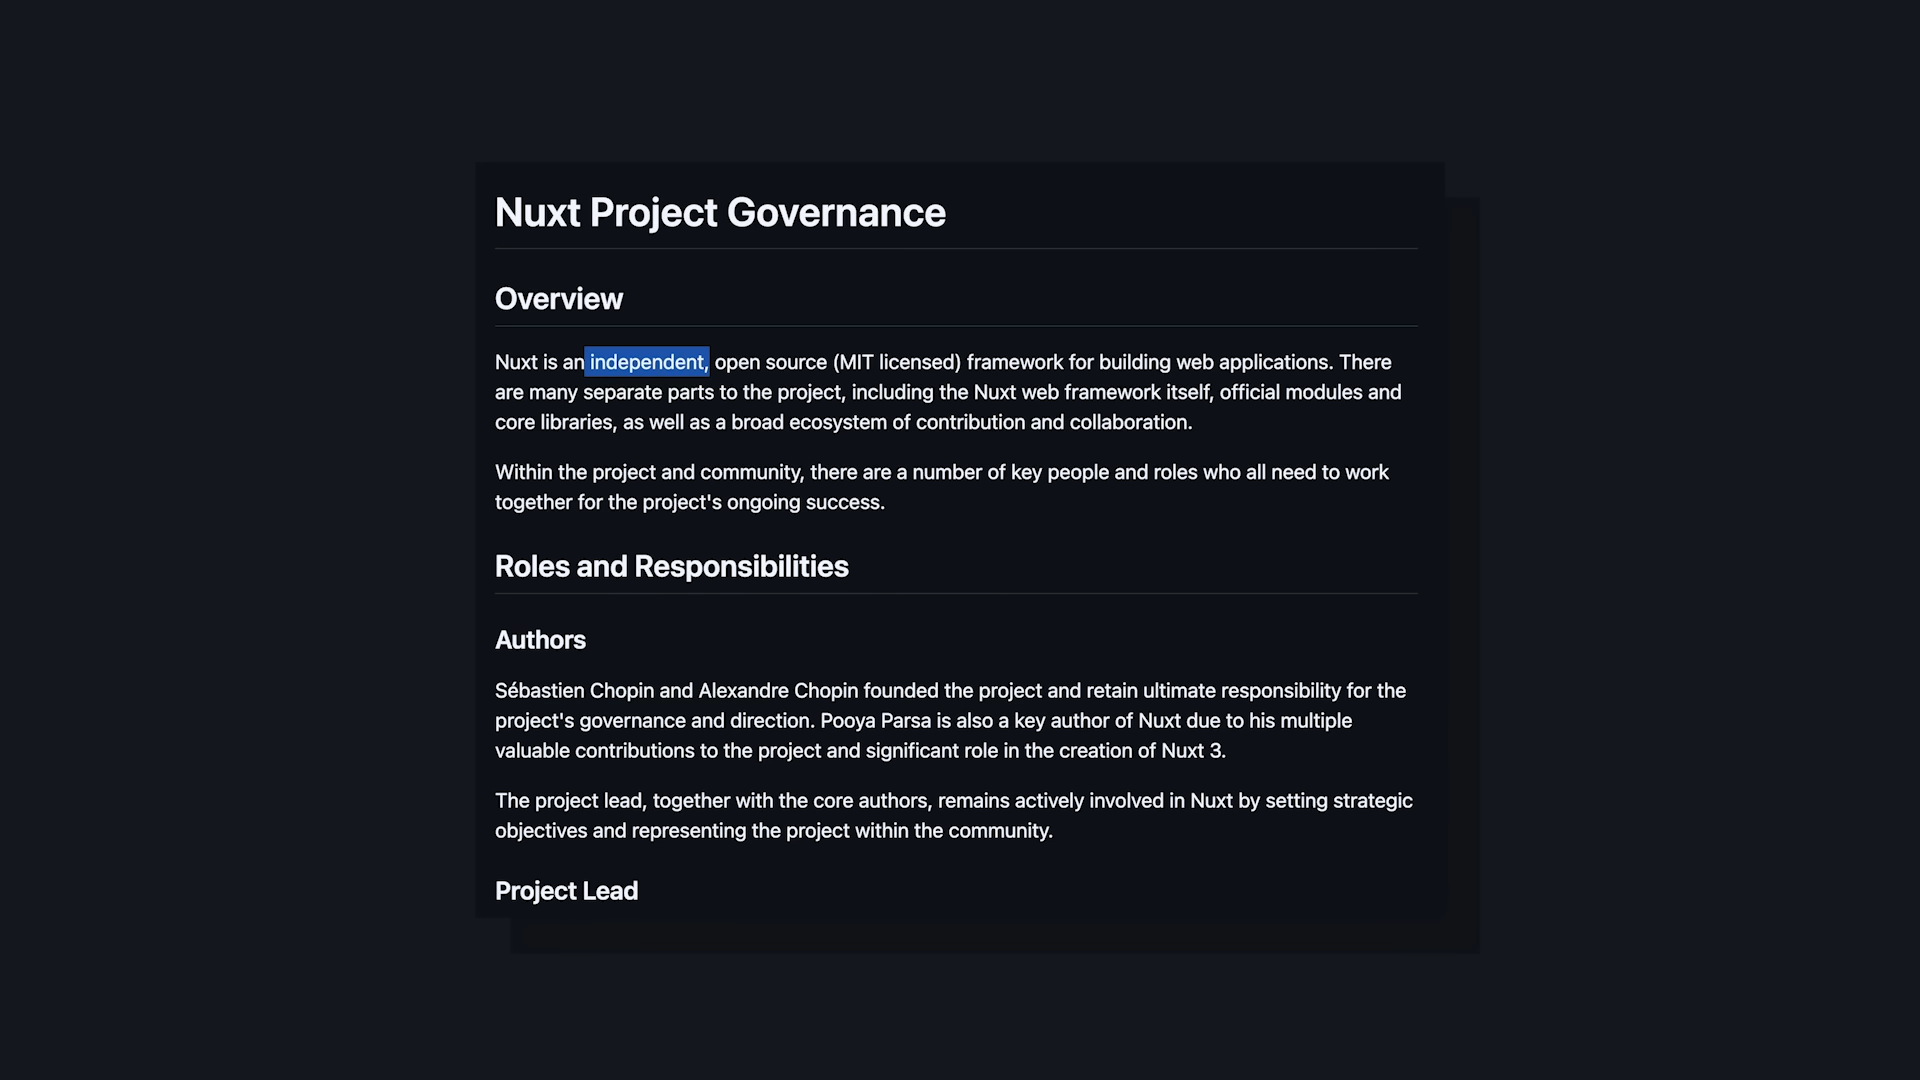 Nuxt Project Governance
Overview
Nuxt is an independent, open source (MIT licensed) framework for building web applications. There
are many separate parts to the project, including the Nuxt web framework itself, official modules and
core libraries, as well as a broad ecosystem of contribution and collaboration.
Within the project and community, there are a number of key people and roles who all need to work
together for the project's ongoing success.
Roles and Responsibilities
Authors
Sébastien Chopin and Alexandre Chopin founded the project and retain ultimate responsibility for the
project's governance and direction. Pooya Parsa is also a key author of Nuxt due to his multiple
valuable contributions to the project and significant role in the creation of Nuxt 3.
The project lead, together with the core authors, remains actively involved in Nuxt by setting strategic
objectives and representing the project within the community.
Project Lead